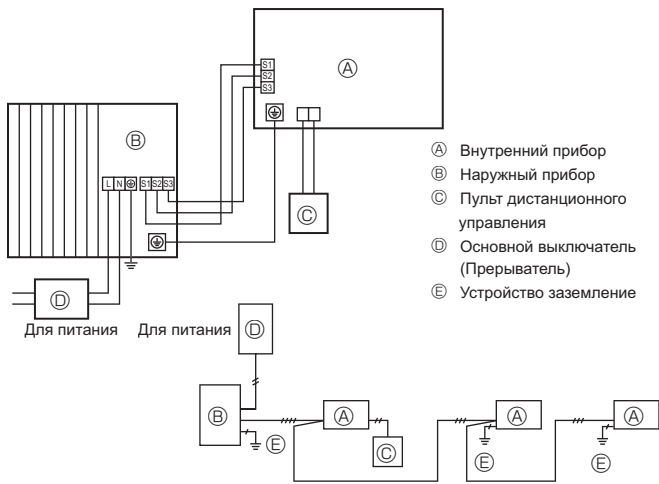 S1
S2
S3
Ⓐ
Ⓑ
L N S1 S2 S3
Ⓒ
Ⓓ
Для питания
Ⓐ Внутренний прибор
Ⓑ Наружный прибор
Ⓒ Пульт дистанционного
управления
Ⓓ Основной выключатель
(Прерыватель)
Ⓔ Устройство заземление
Для питания Ⓓ
Ⓑ Ⓐ Ⓐ Ⓐ
Ⓔ Ⓒ Ⓔ Ⓔ